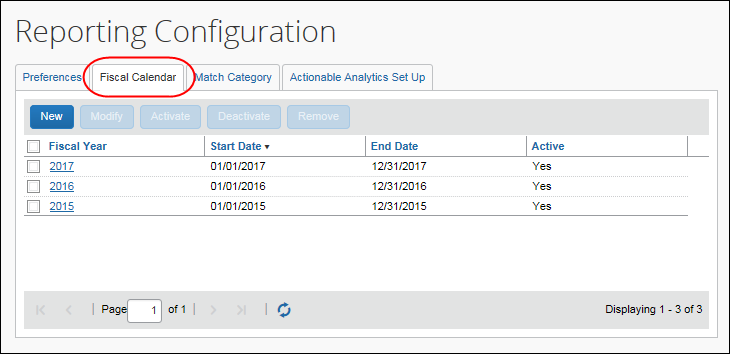 Reporting Configuration
Preferences Fiscal Calendar Match Category Actionable Analytics Set Up
New Modify Activate Deactivate Remove
Fiscal Year Start Date End Date Active
2017 01/01/2017 12/31/2017 Yes
2016 01/01/2016 12/31/2016 Yes
2015 01/01/2015 12/31/2015 Yes
Page 1 of 1 Displaying 1 - 3 of 3